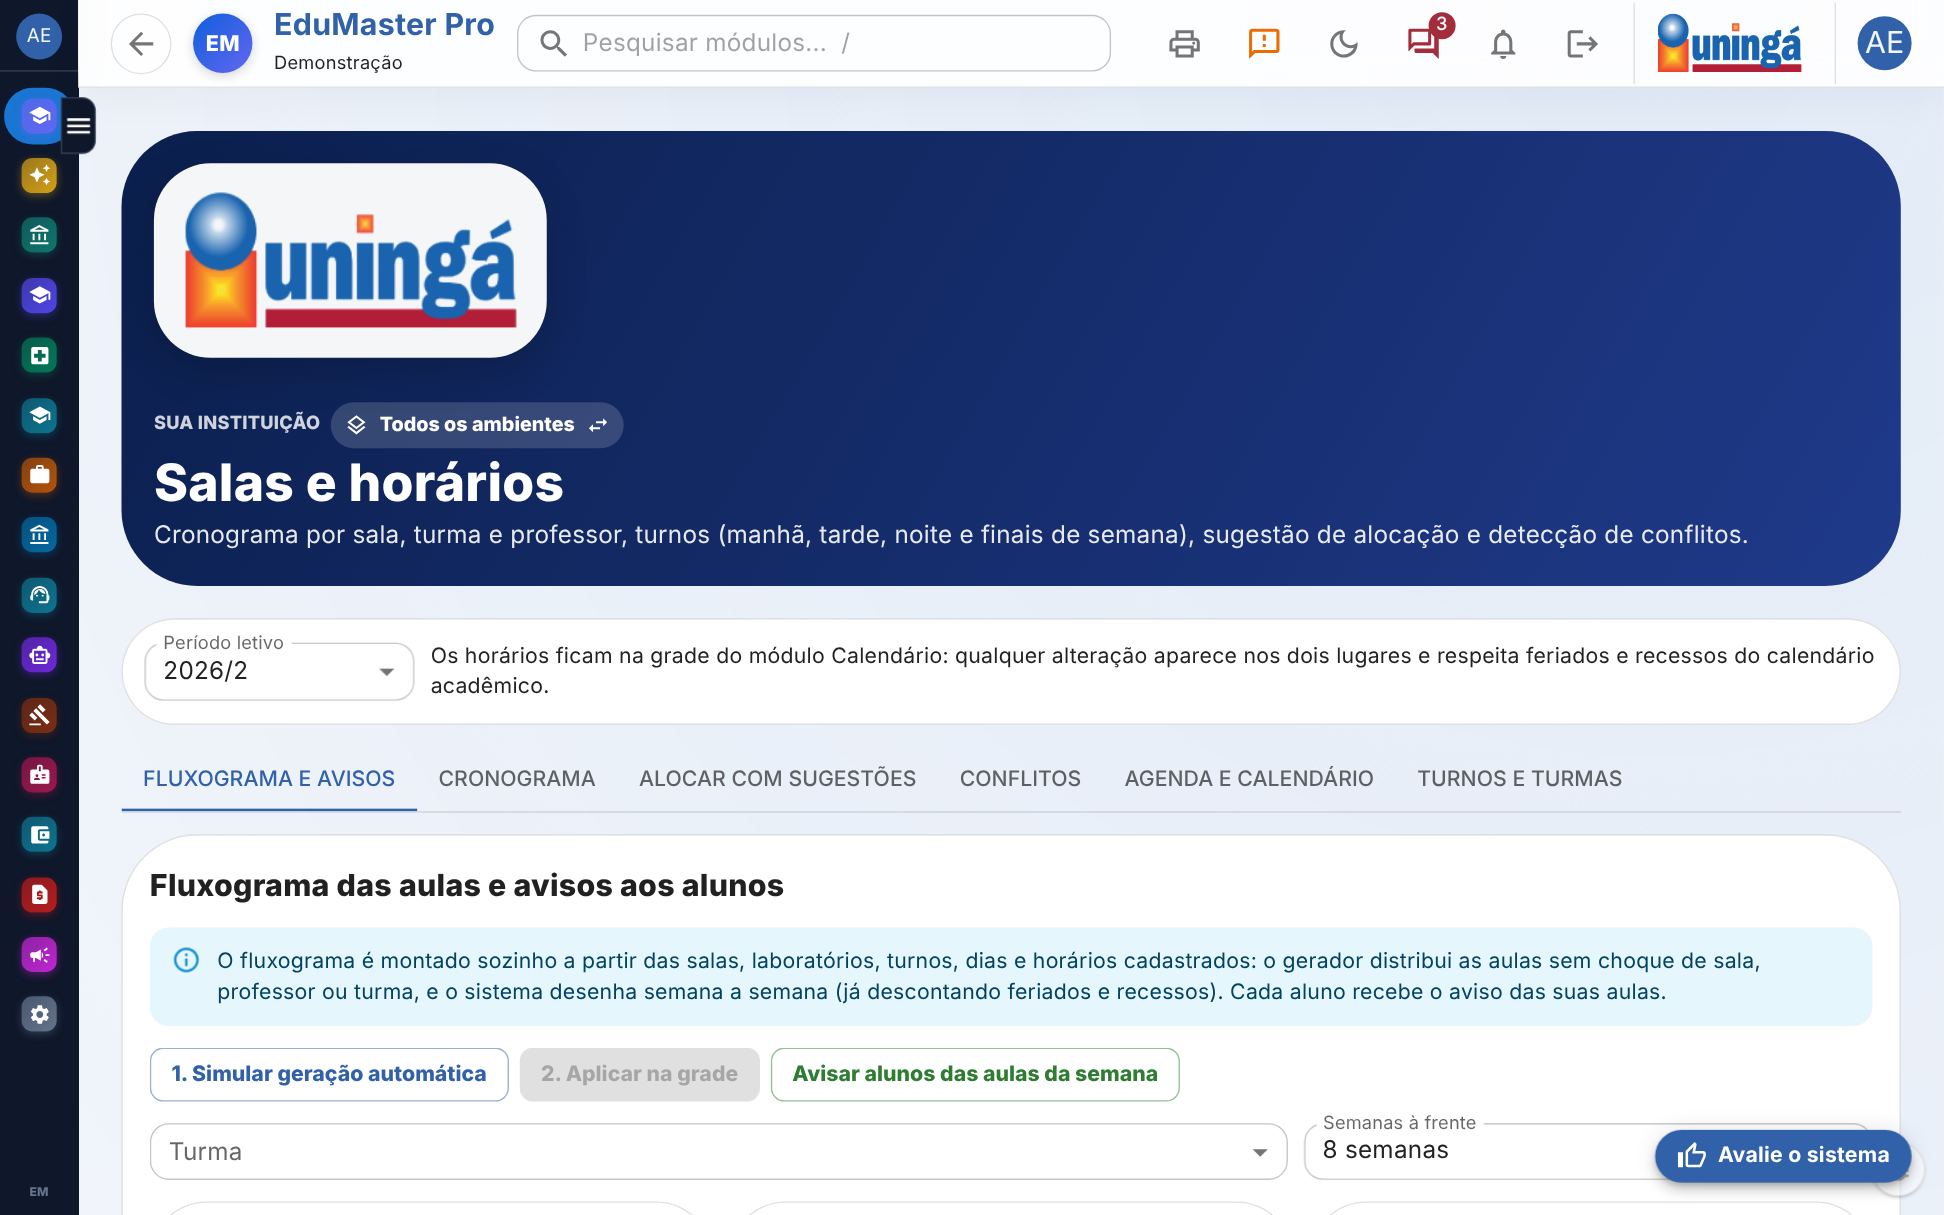 AE
EM
EduMaster Pro
Demonstração
Pesquisar módulos... /
3
uningá
AE
uningá
SUA INSTITUIÇÃO
Todos os ambientes
Salas e horários
Cronograma por sala, turma e professor, turnos (manhã, tarde, noite e finais de semana), sugestão de alocação e detecção de conflitos.
Período letivo
2026/2
Os horários ficam na grade do módulo Calendário: qualquer alteração aparece nos dois lugares e respeita feriados e recessos do calendário
acadêmico.
FLUXOGRAMA E AVISOS
CRONOGRAMA
ALOCAR COM SUGESTÕES
CONFLITOS
AGENDA E CALENDÁRIO
TURNOS E TURMAS
Fluxograma das aulas e avisos aos alunos
O fluxograma é montado sozinho a partir das salas, laboratórios, turnos, dias e horários cadastrados: o gerador distribui as aulas sem choque de sala,
professor ou turma, e o sistema desenha semana a semana (já descontando feriados e recessos). Cada aluno recebe o aviso das suas aulas.
1. Simular geração automática
2. Aplicar na grade
Avisar alunos das aulas da semana
Turma
Semanas à frente
8 semanas
Avalie o sistema
EM